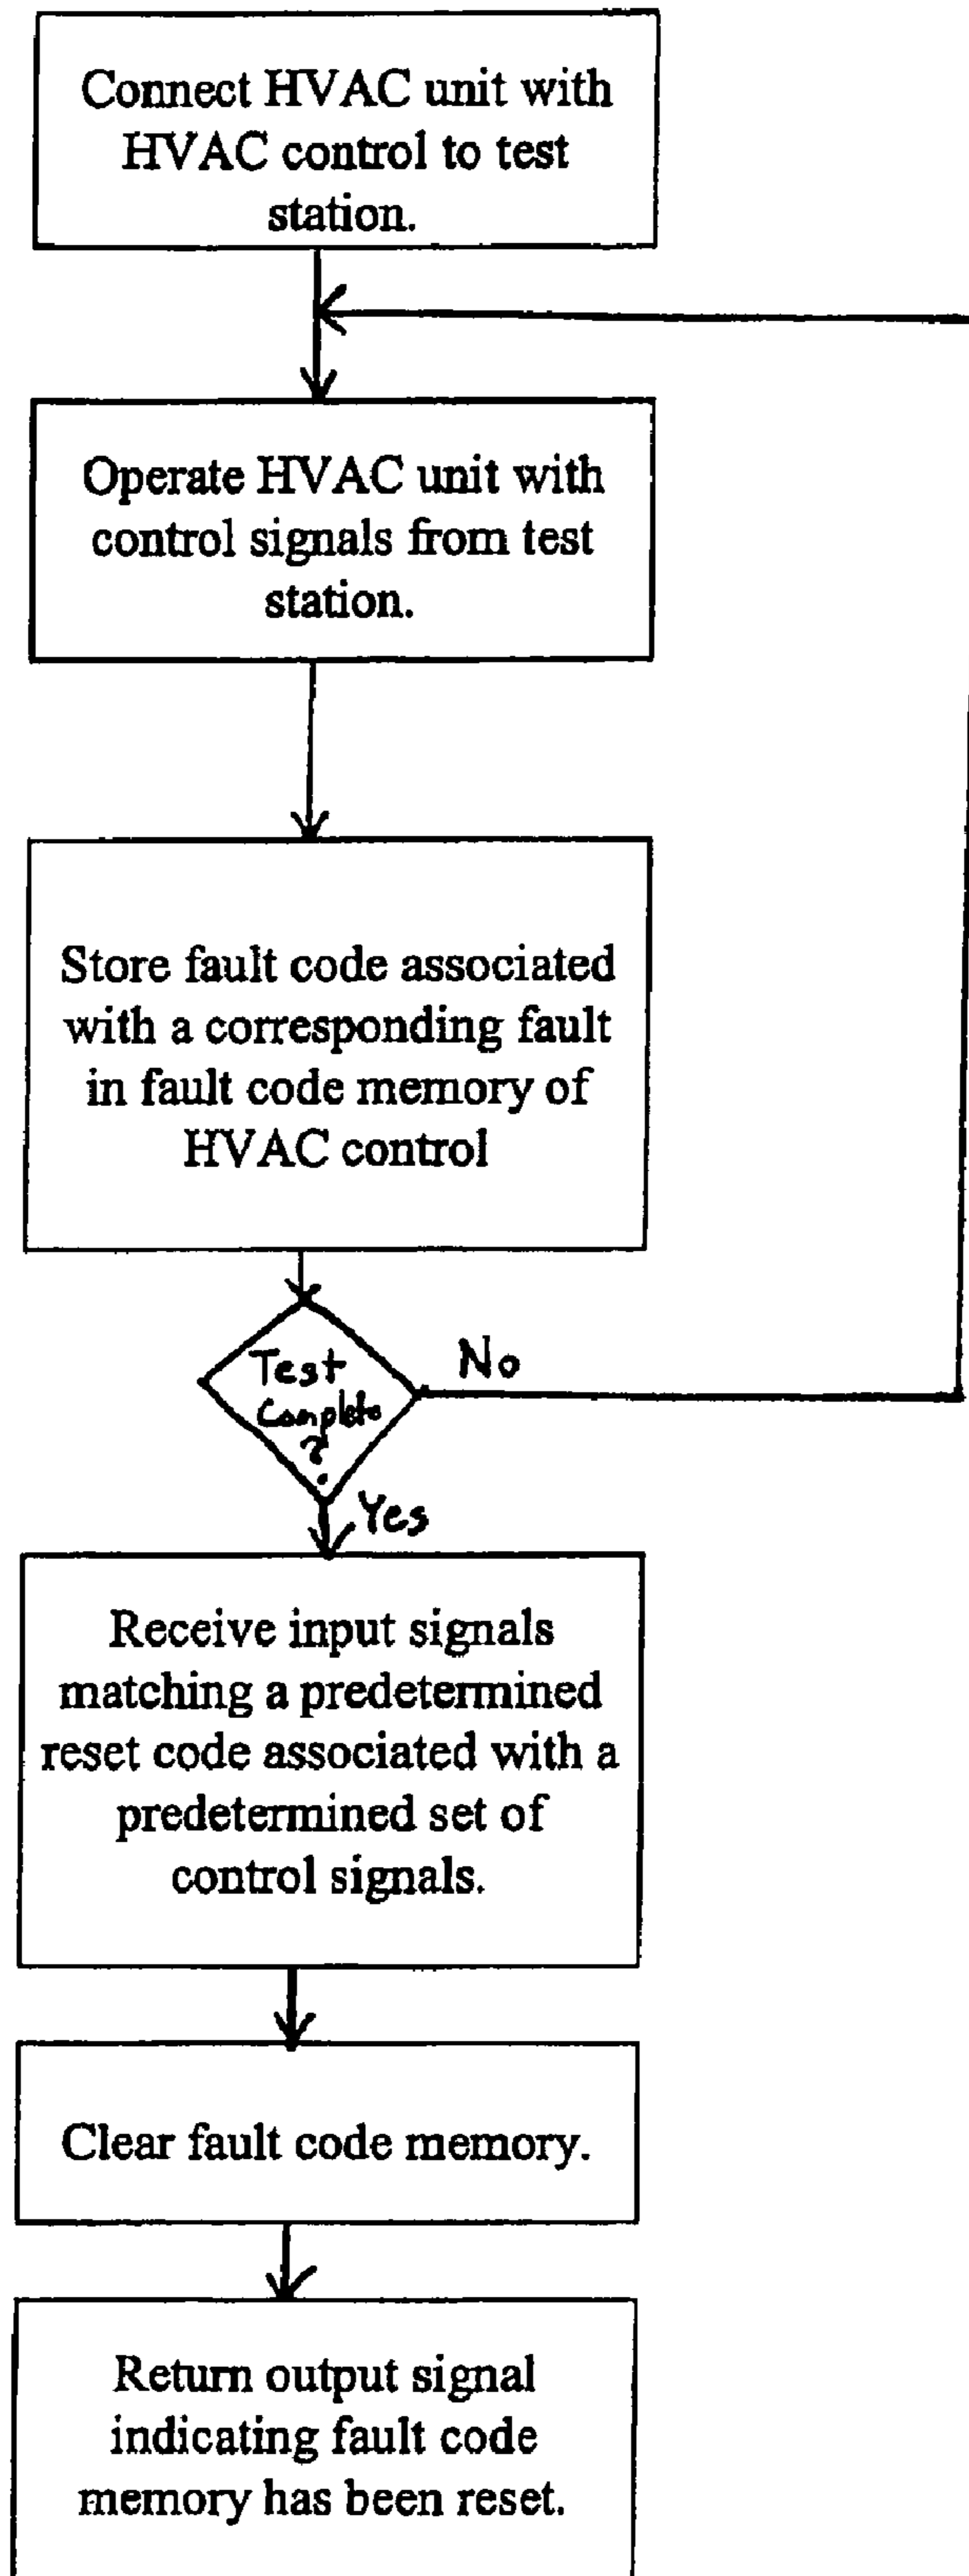 Connect HVAC unit with
HVAC control to test
station.
Operate HVAC unit with
control signals from test
station.
Store fault code associated
with a corresponding fault
in fault code memory of
HVAC control
Test
Complete
?
No
Yes
Receive input signals
matching a predetermined
reset code associated with a
predetermined set of
control signals.
Clear fault code memory.
Return output signal
indicating fault code
memory has been reset.